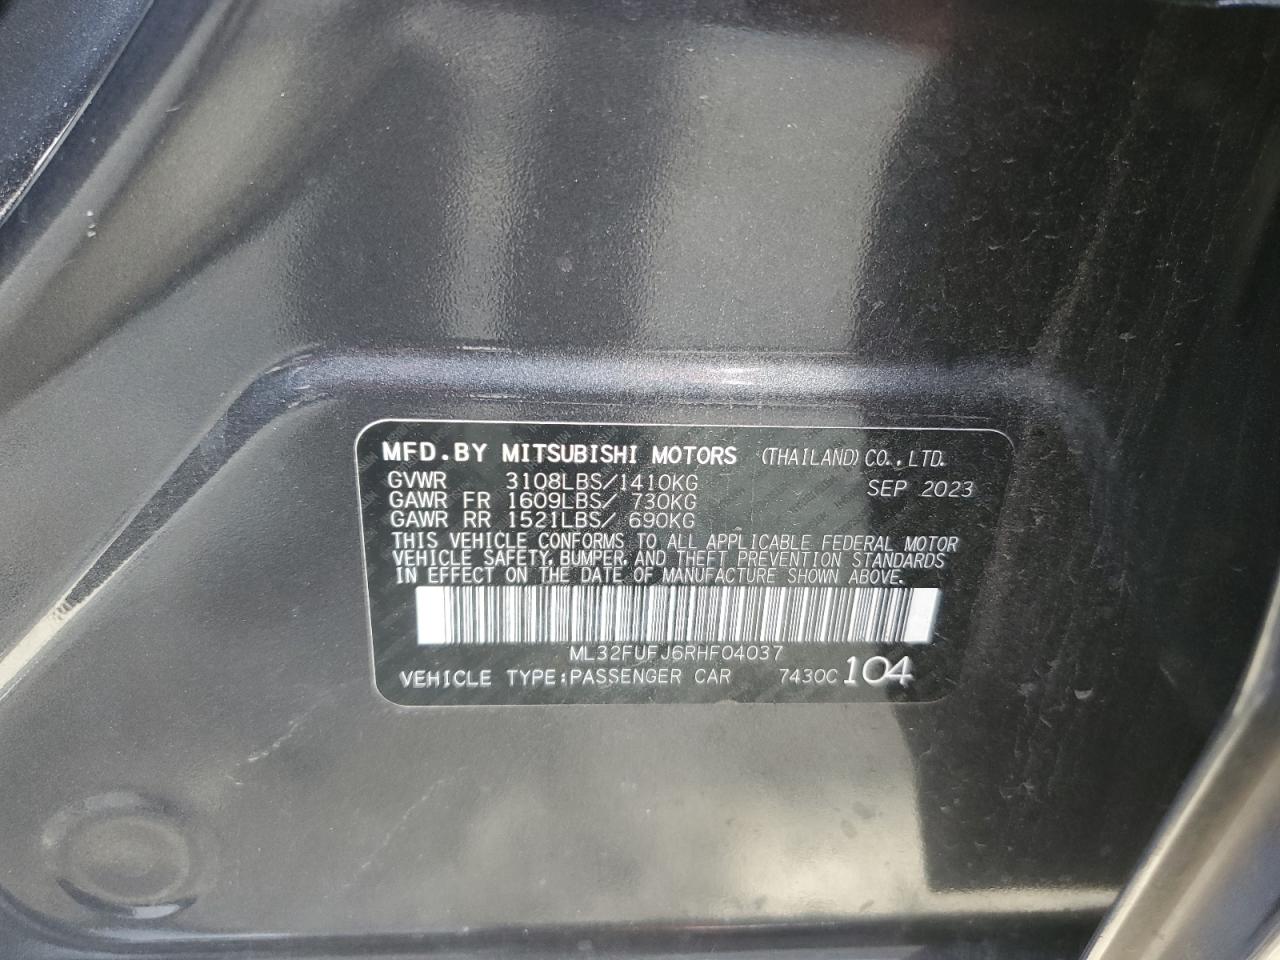 MFD.BY MITSUBISHI MOTORS (THAILAND) CO.,LTD.
GVWR 3108LBS/1410KG SEP 2023
GAWR FR 1609LBS/ 730KG
GAWR RR 1521LBS/ 690KG
THIS VEHICLE CONFORMS TO ALL APPLICABLE FEDERAL MOTOR
VEHICLE SAFETY, BUMPER, AND THEFT PREVENTION STANDARDS
IN EFFECT ON THE DATE OF MANUFACTURE SHOWN ABOVE.
ML32FUFJ6RHF04037
VEHICLE TYPE:PASSENGER CAR 7430C 104